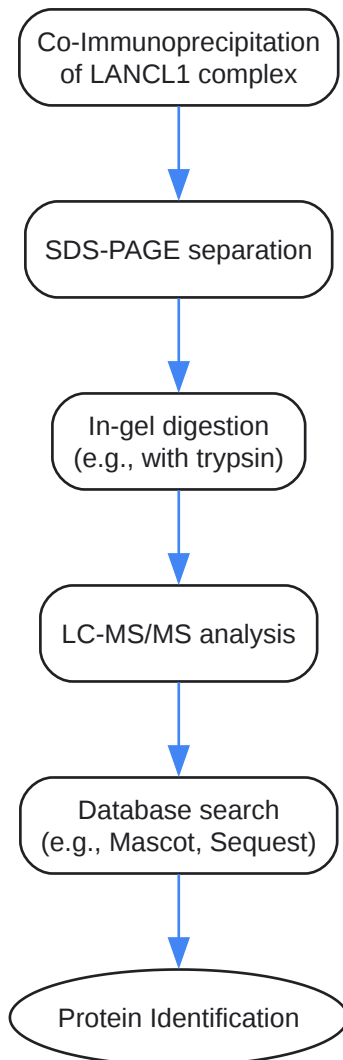 Co-Immunoprecipitation
of LANCL1 complex
SDS-PAGE separation
In-gel digestion
(e.g., with trypsin)
LC-MS/MS analysis
Database search
(e.g., Mascot, Sequest)
Protein Identification